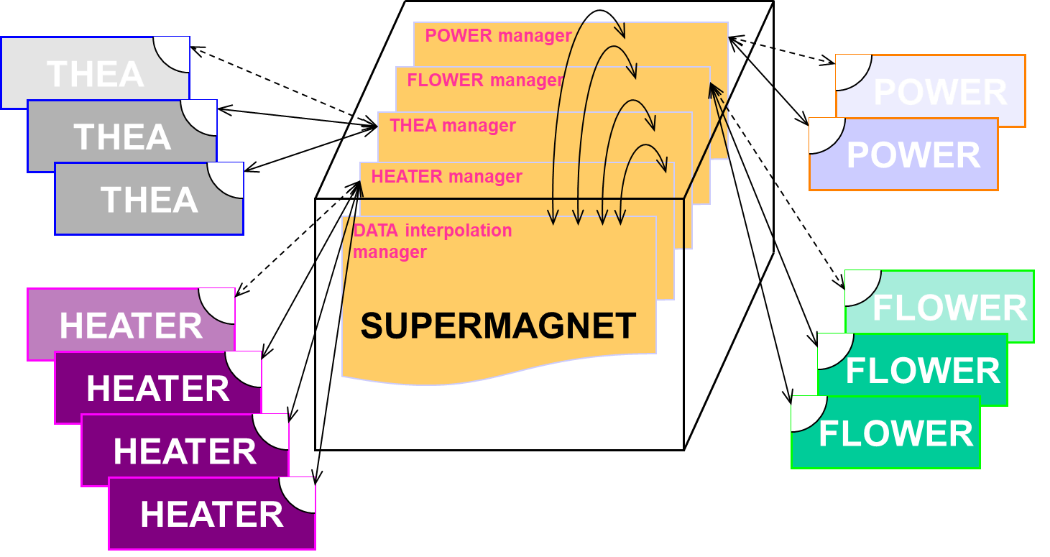 THEA
THEA
THEA
HEATER
HEATER
HEATER
HEATER
POWER manager
FLOWER manager
THEA manager
HEATER manager
DATA interpolation
manager
SUPERMAGNET
POWER
POWER
FLOWER
FLOWER
FLOWER